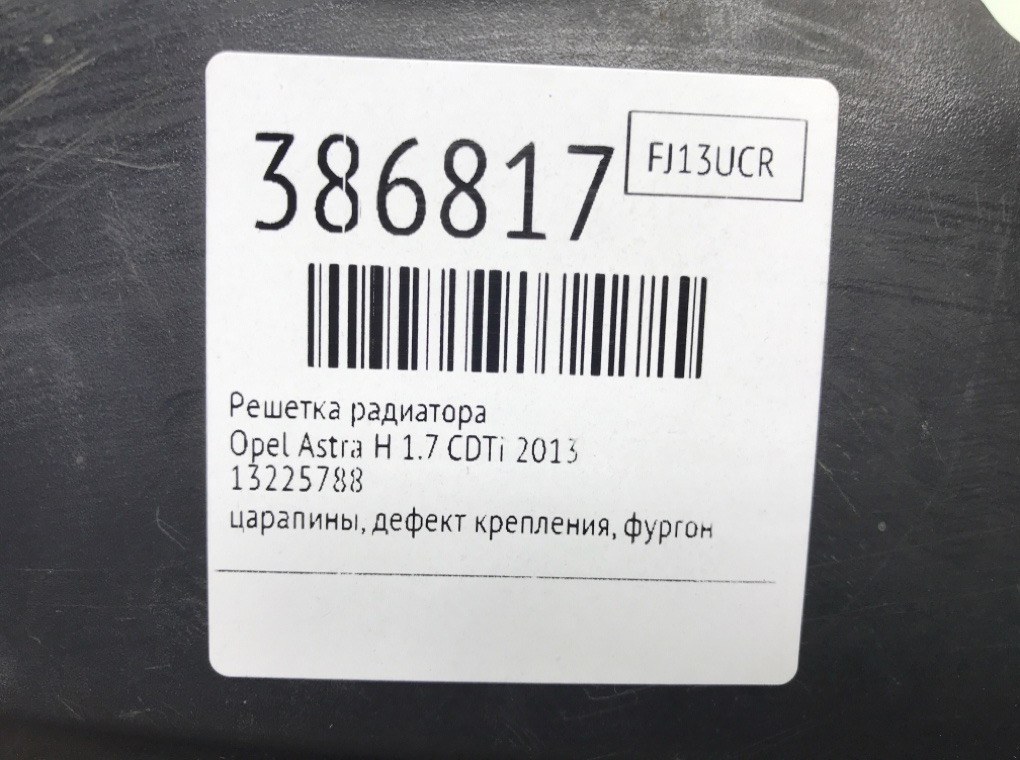 386817
FJ13UCR
Решетка радиатора
Opel Astra H 1.7 CDTi 2013
13225788
царапины, дефект крепления, фургон